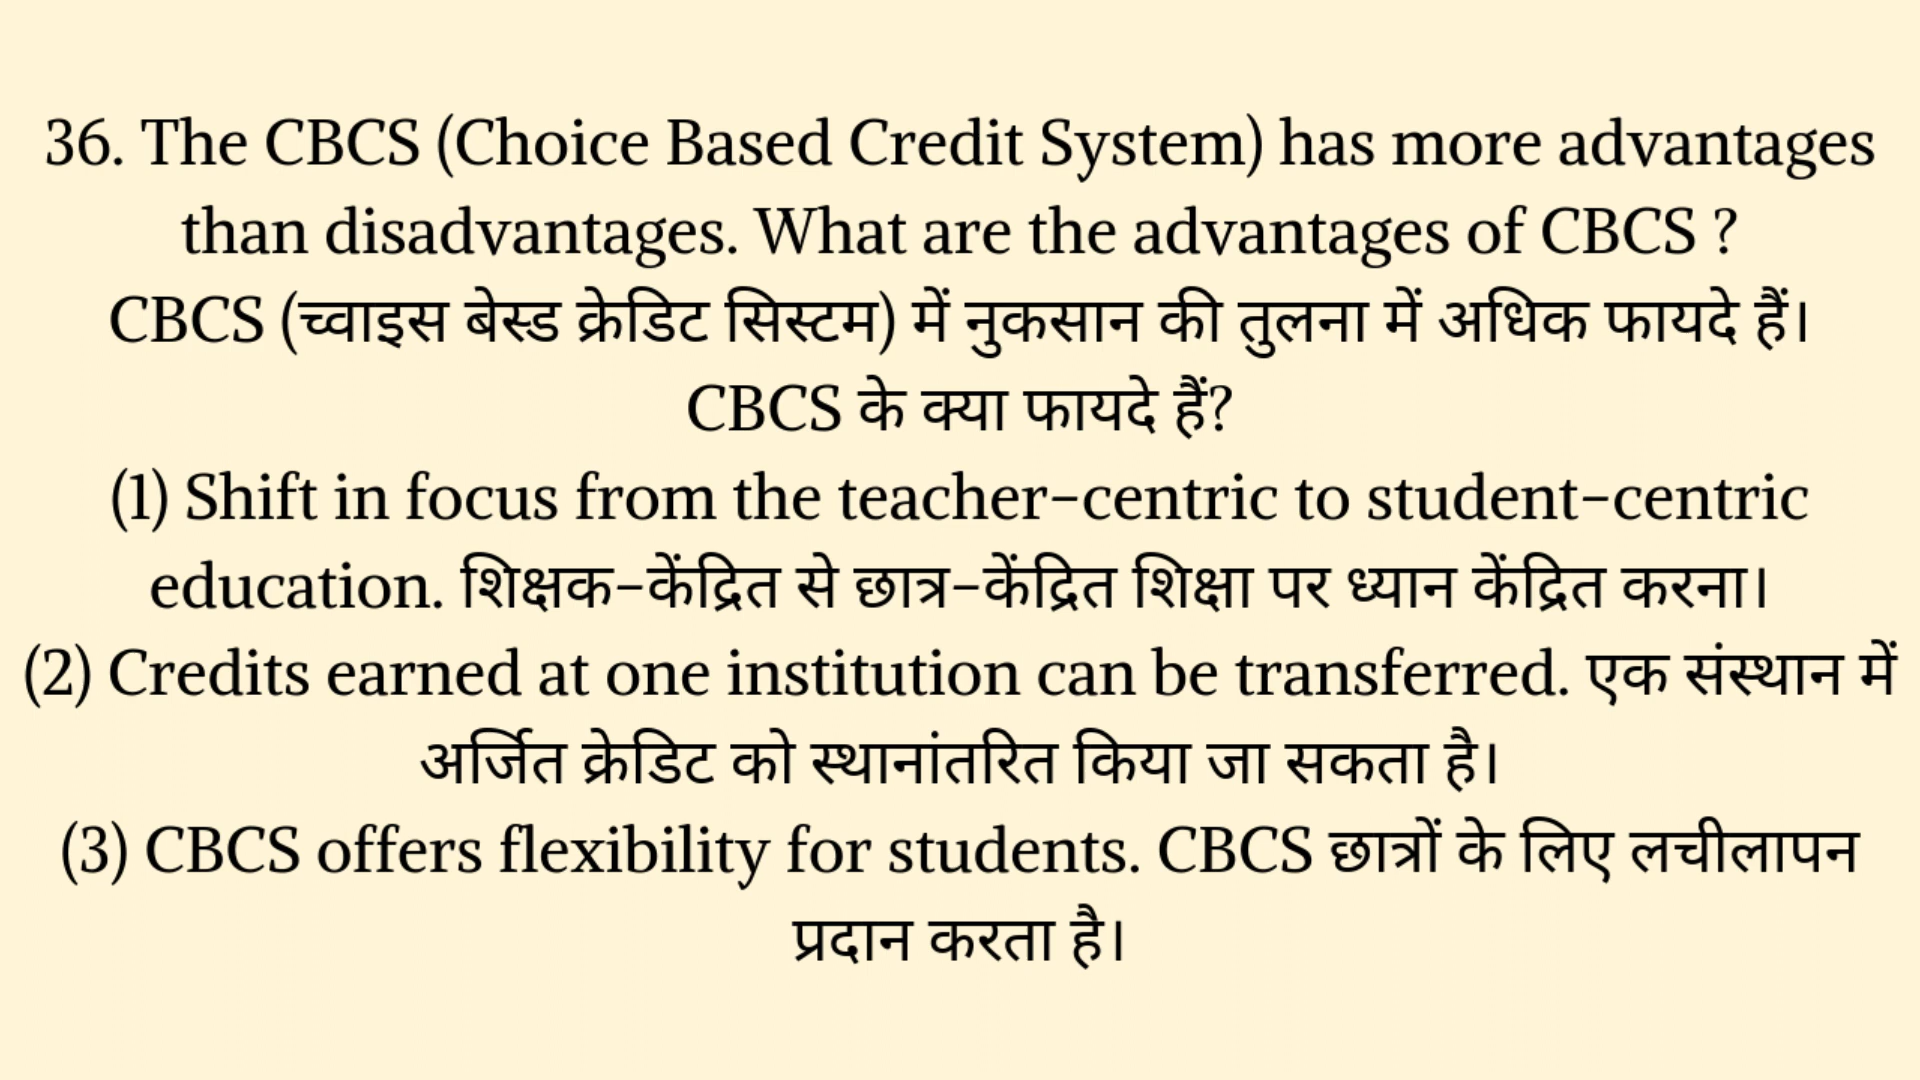 36. The CBCS (Choice Based Credit System) has more advantages
than disadvantages. What are the advantages of CBCS ?
CBCS (च्वाइस बेस्ड क्रेडिट सिस्टम) में नुकसान की तुलना में अधिक फायदे हैं।
CBCS के क्या फायदे हैं?
(1) Shift in focus from the teacher-centric to student-centric
education. शिक्षक-केंद्रित से छात्र-केंद्रित शिक्षा पर ध्यान केंद्रित करना।
(2) Credits earned at one institution can be transferred. एक संस्थान में
अर्जित क्रेडिट को स्थानांतरित किया जा सकता है।
(3) CBCS offers flexibility for students. CBCS छात्रों के लिए लचीलापन
प्रदान करता है।